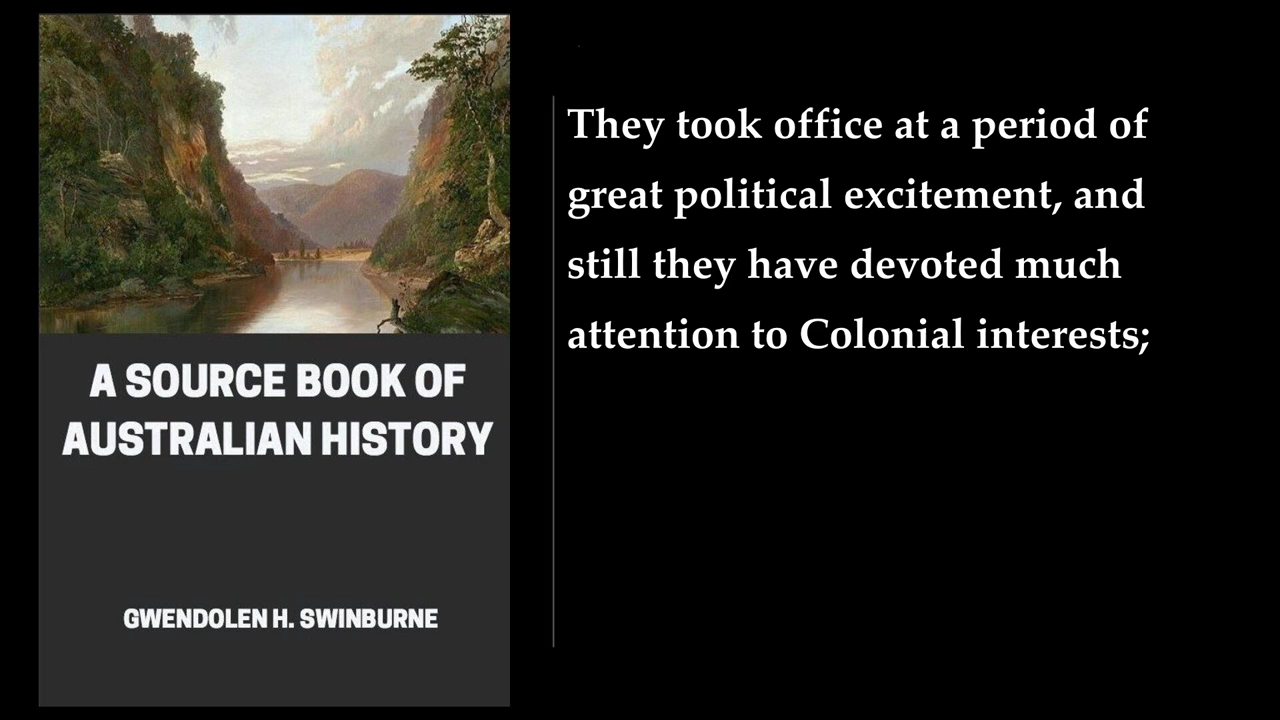 A SOURCE BOOK OF
AUSTRALIAN HISTORY
GWENDOLEN H. SWINBURNE
They took office at a period of
great political excitement, and
still they have devoted much
attention to Colonial interests;